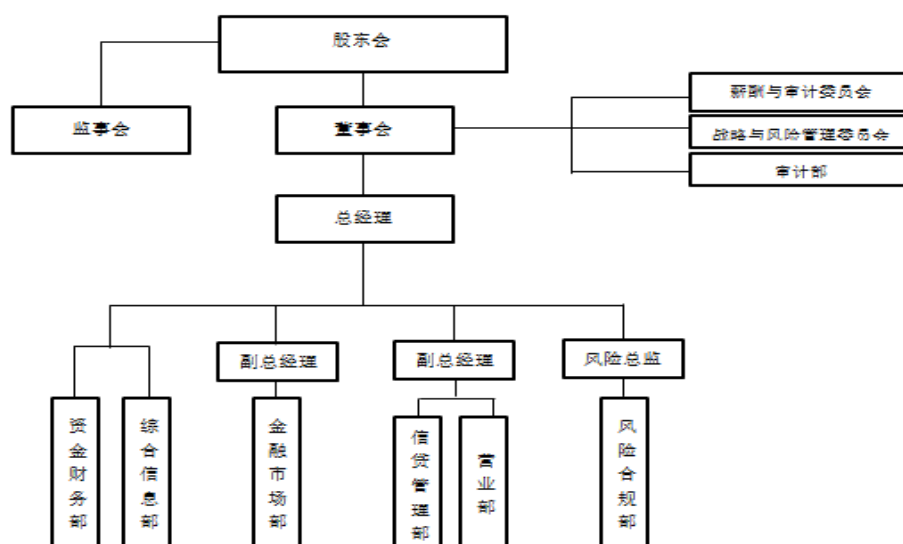 股东会
监事会
董事会
薪酬与审计委员会
战略与风险管理委员会
审计部
总经理
副总经理
副总经理
风险总监
资金财务部
综合信息部
金融市场部
信贷管理部
营业部
风险合规部